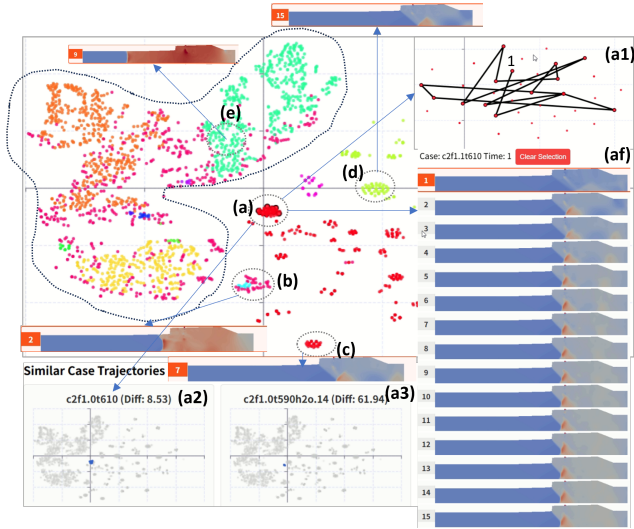 15
9
(a1)
1
(e)
Case: c2f1.1t610 Time: 1 Clear Selection
(af)
(d)
(a)
(b)
2
(c)
Similar Case Trajectories
7
(a2)
(a3)
c2f1.0t610 (Diff: 8.53)
c2f1.0t590h2o.14 (Diff: 61.94)
1
2
3
4
5
6
7
8
9
10
11
12
13
14
15